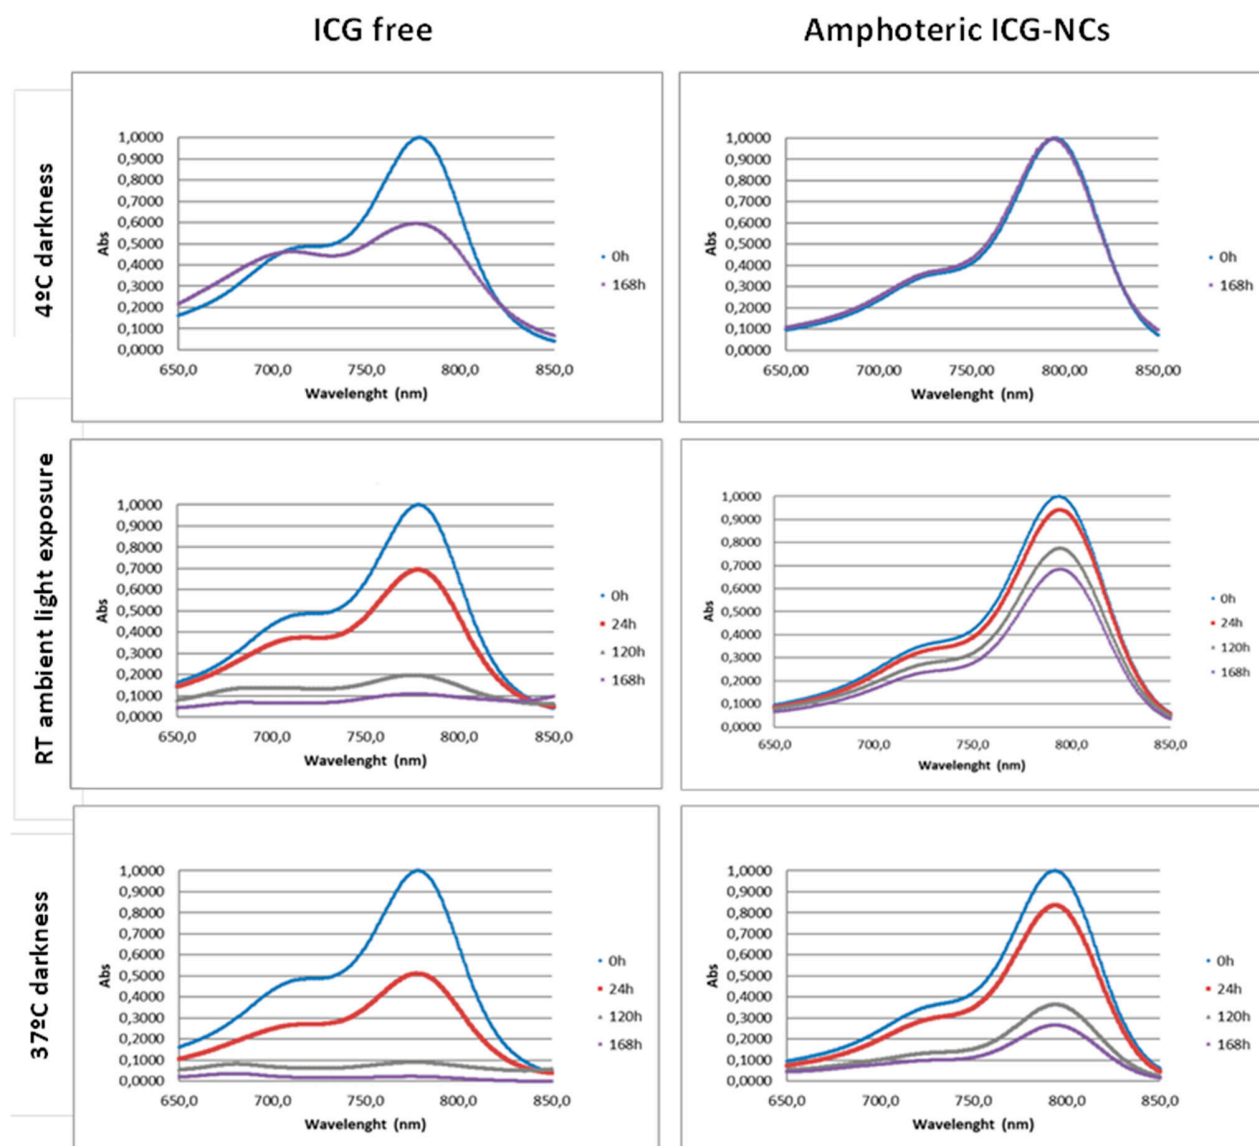 ICG free
Amphoteric ICG-NCs
4ºC darkness
1,0000
0,9000
0,8000
0,7000
0,6000
0,5000
0,4000
0,3000
0,2000
0,1000
0,0000
Abs
650,0 700,0 750,0 800,0 850,0
Wavelenght (nm)
0h
168h
1,0000
0,9000
0,8000
0,7000
0,6000
0,5000
0,4000
0,3000
0,2000
0,1000
0,0000
Abs
650,00 700,00 750,00 800,00 850,00
Wavelenght (nm)
0h
168h
RT ambient light exposure
1,0000
0,9000
0,8000
0,7000
0,6000
0,5000
0,4000
0,3000
0,2000
0,1000
0,0000
Abs
650,0 700,0 750,0 800,0 850,0
Wavelenght (nm)
0h
24h
120h
168h
1,0000
0,9000
0,8000
0,7000
0,6000
0,5000
0,4000
0,3000
0,2000
0,1000
0,0000
Abs
650,0 700,0 750,0 800,0 850,0
Wavelenght (nm)
0h
24h
120h
168h
37ºC darkness
1,0000
0,9000
0,8000
0,7000
0,6000
0,5000
0,4000
0,3000
0,2000
0,1000
0,0000
Abs
650,0 700,0 750,0 800,0 850,0
Wavelenght (nm)
0h
24h
120h
168h
1,0000
0,9000
0,8000
0,7000
0,6000
0,5000
0,4000
0,3000
0,2000
0,1000
0,0000
Abs
650,0 700,0 750,0 800,0 850,0
Wavelenght (nm)
0h
24h
120h
168h